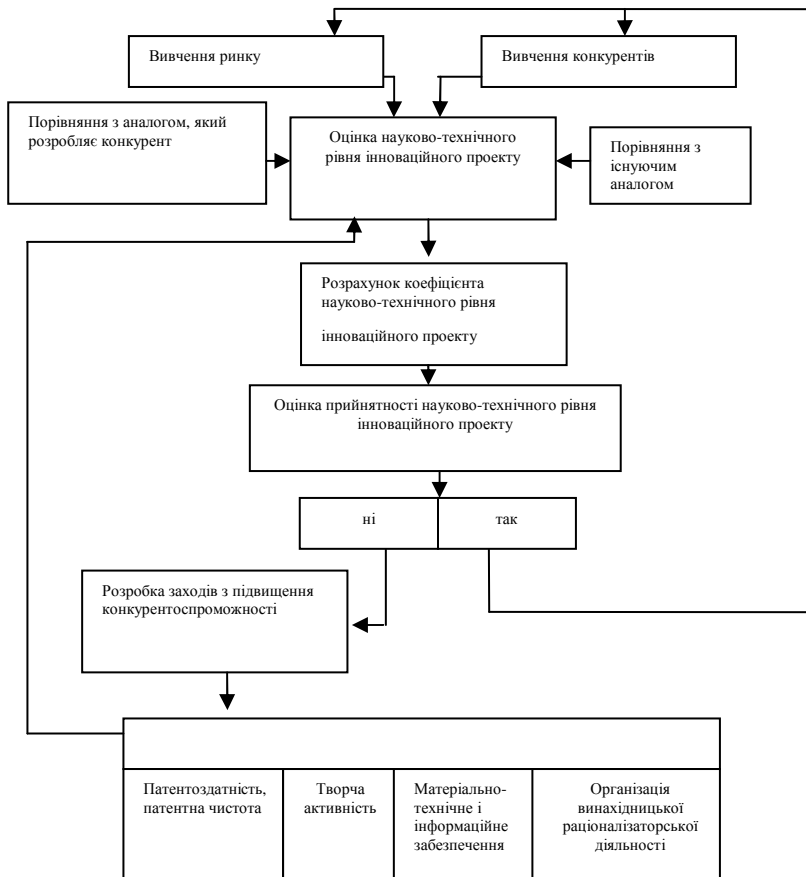 Вивчення ринку
Вивчення конкурентів
Порівняння з аналогом, який
розробляє конкурент
Оцінка науково-технічного
рівня інноваційного проекту
Порівняння з
існуючим
аналогом
Розрахунок коефіцієнта
науково-технічного рівня
інноваційного проекту
Оцінка прийнятності науково-технічного рівня
інноваційного проекту
ні
так
Розробка заходів з підвищення
конкурентоспроможності
Патентоздатність,
патентна чистота
Творча
активність
Матеріально-
технічне і
інформаційне
забезпечення
Організація
винахідницької
раціоналізаторської
діяльності